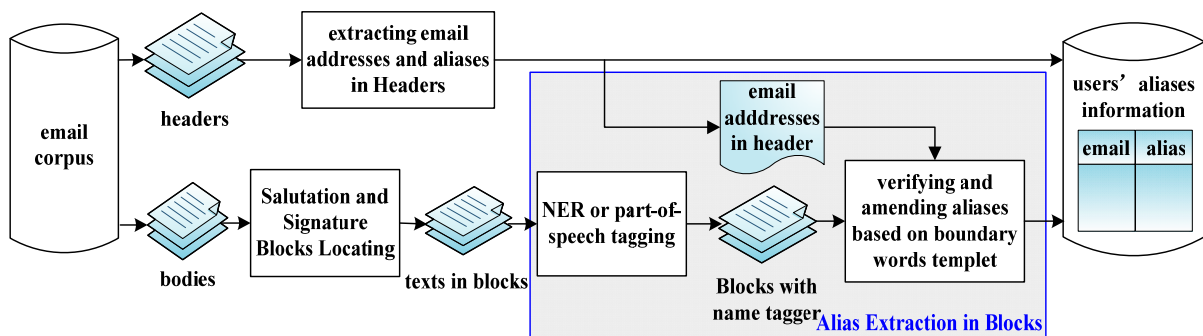 email
corpus
headers
extracting email
addresses and aliases
in Headers
email
adddresses
in header
users’ aliases
information
email alias
bodies
Salutation and
Signature
Blocks Locating
texts in blocks
NER or part-of-
speech tagging
Blocks with
name tagger
verifying and
amending aliases
based on boundary
words templet
Alias Extraction in Blocks